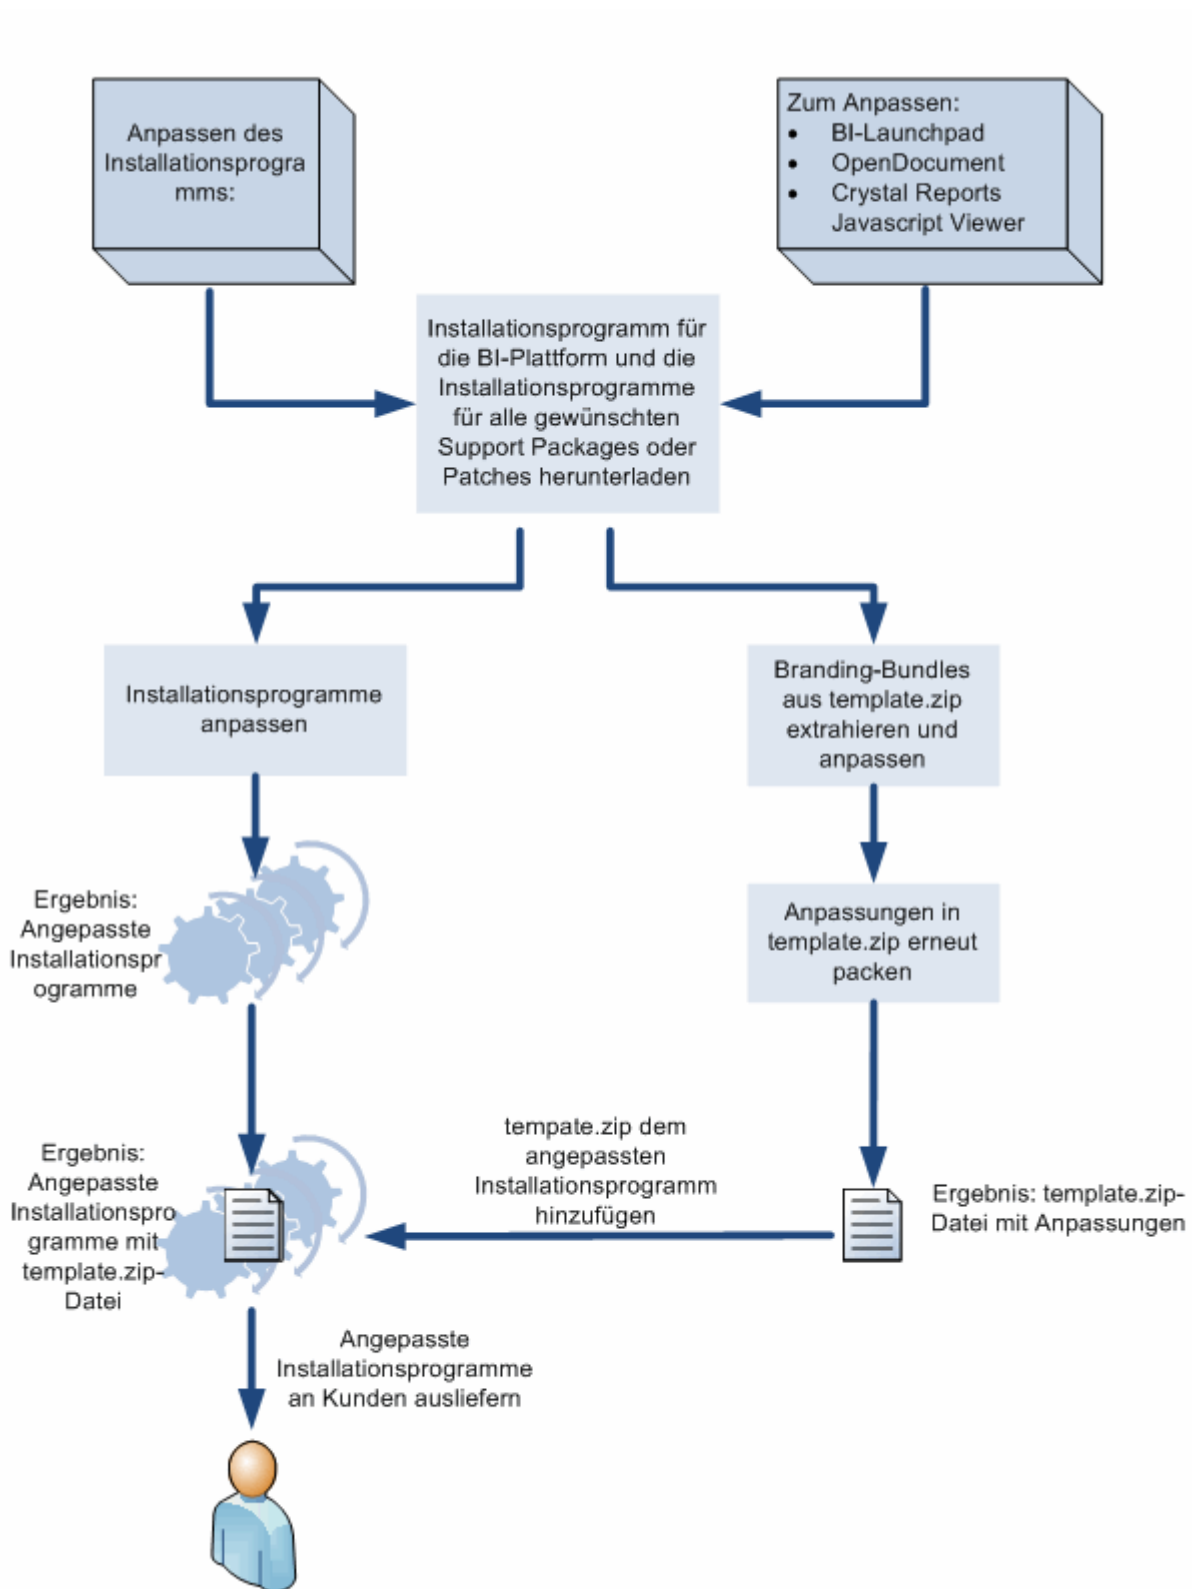 Anpassen des
Installationsprogra
mms:
Zum Anpassen:
• BI-Launchpad
• OpenDocument
• Crystal Reports
Javascript Viewer
Installationsprogramm für
die BI-Plattform und die
Installationsprogramme
für alle gewünschten
Support Packages oder
Patches herunterladen
Installationsprogramme
anpassen
Branding-Bundles
aus template.zip
extrahieren und
anpassen
Ergebnis:
Angepasste
Installationspr
ogramme
Anpassungen in
template.zip erneut
packen
tempate.zip dem
angepassten
Installationsprogramm
hinzufügen
Ergebnis:
Angepasste
Installationspro
gramme mit
template.zip-
Datei
Ergebnis: template.zip-
Datei mit Anpassungen
Angepasste
Installationsprogramme
an Kunden ausliefern